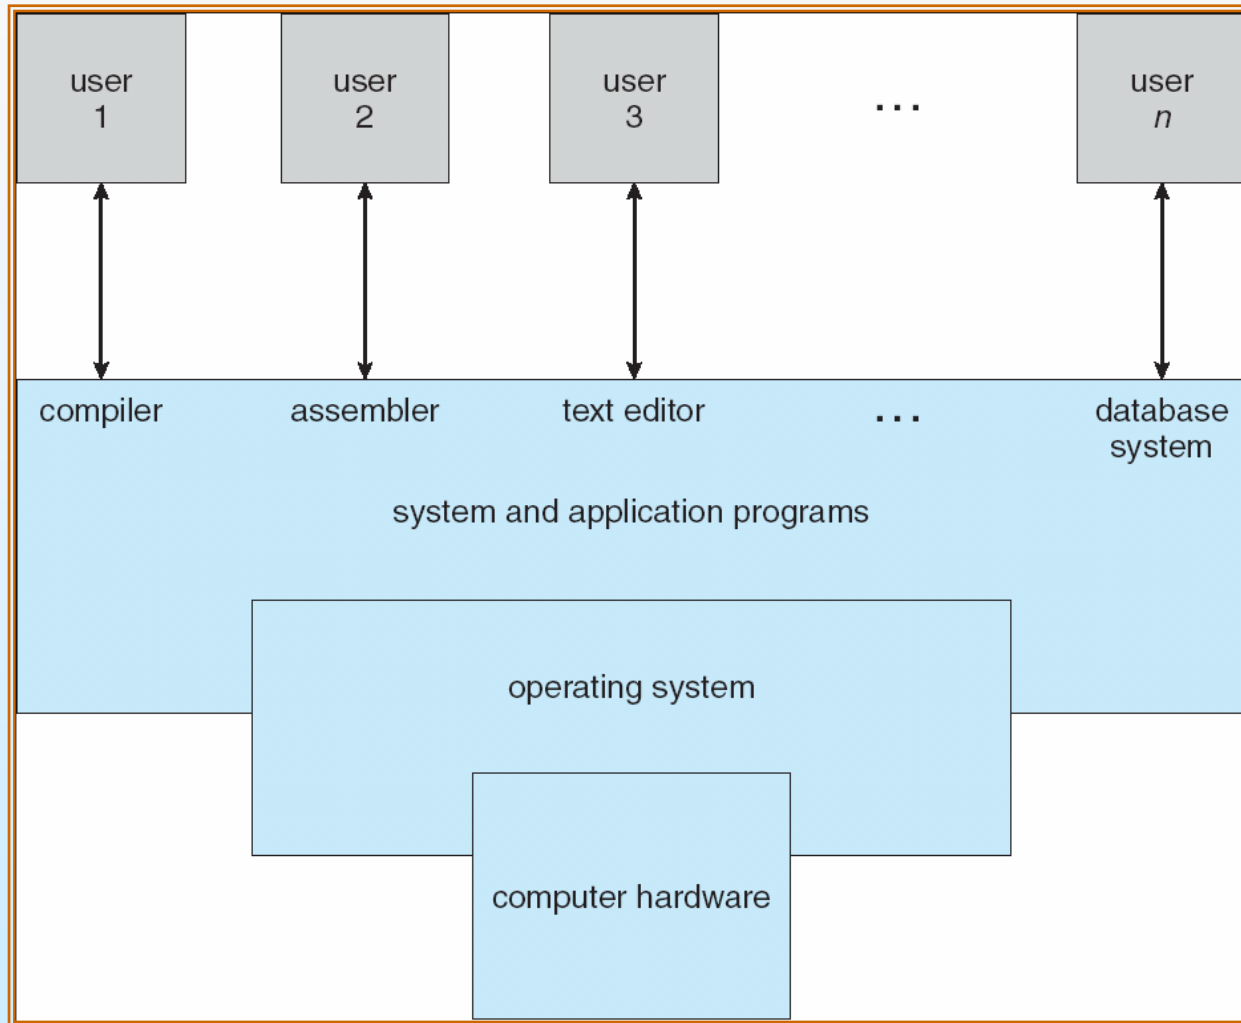 user
1
user
2
user
3
...
user
n
compiler
assembler
text editor
...
database
system
system and application programs
operating system
computer hardware